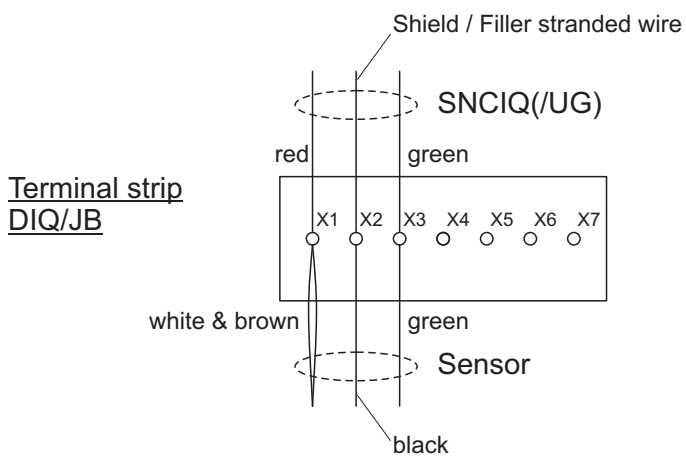 Shield / Filler stranded wire
SNCIQ(/UG)
red
green
Terminal strip
DIQ/JB
X1 X2 X3 X4 X5 X6 X7
white & brown
green
Sensor
black